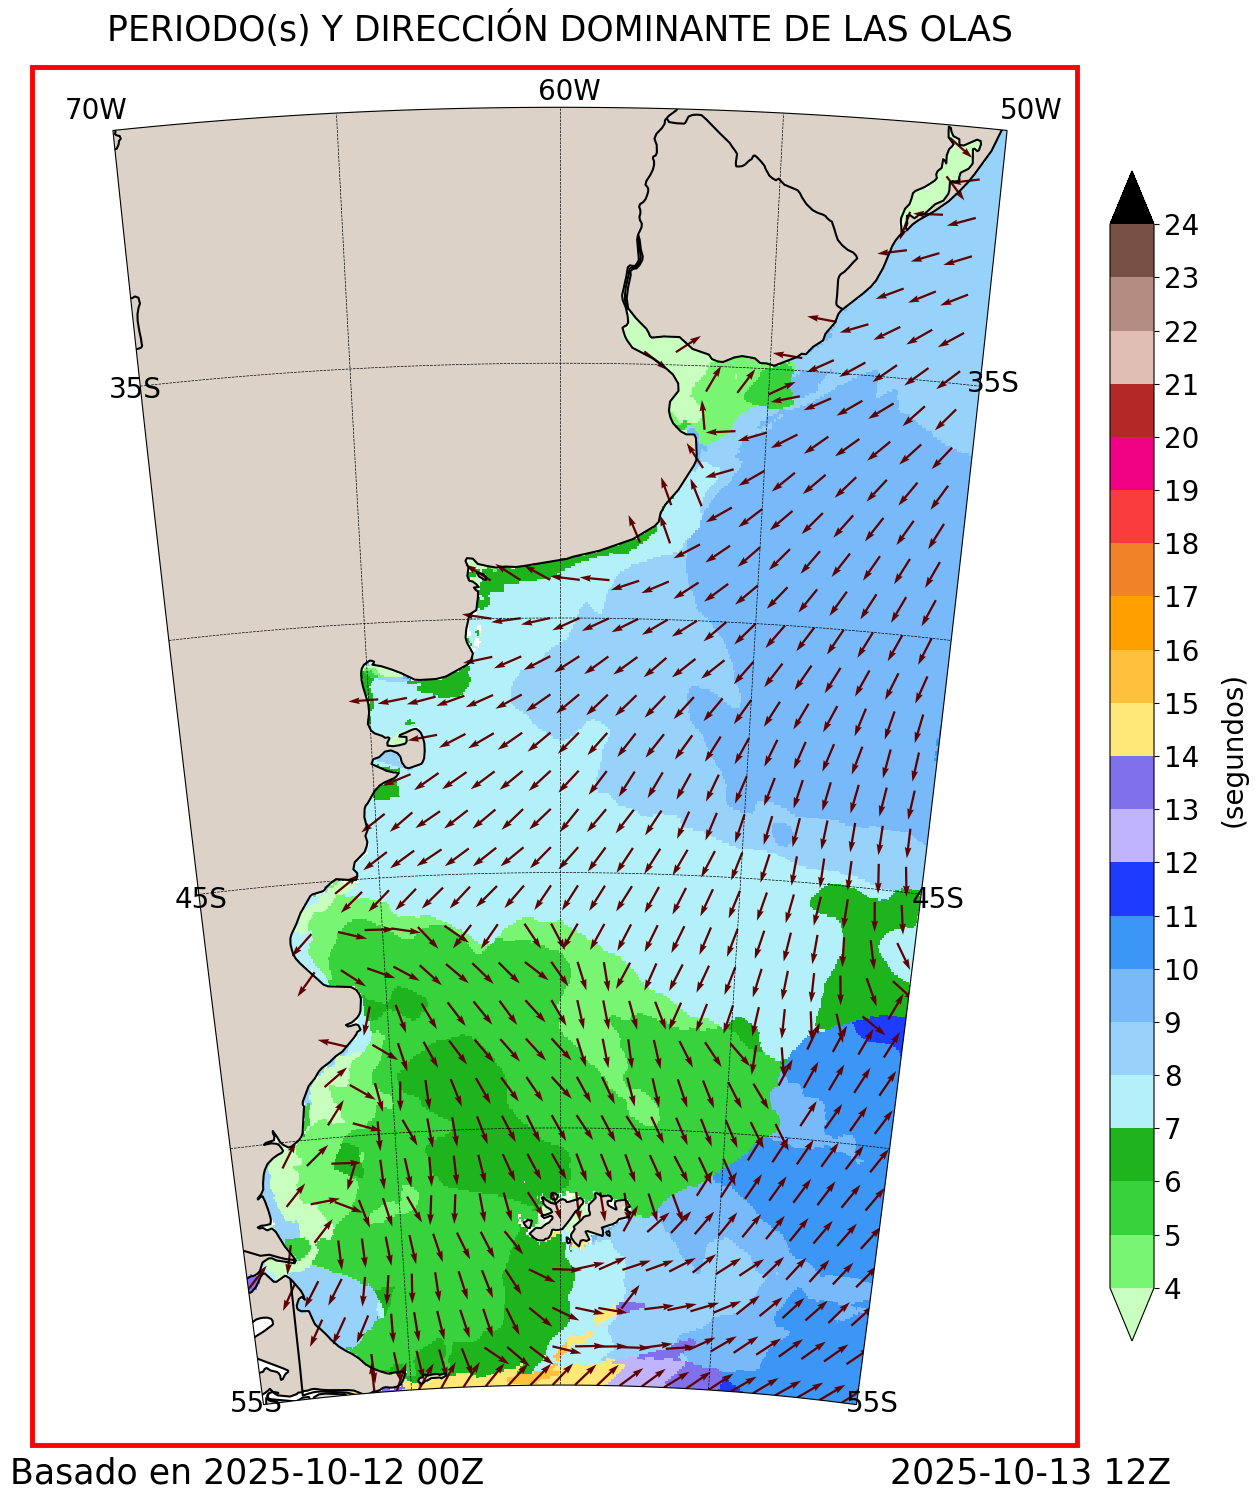 PERIODO(s) Y DIRECCIÓN DOMINANTE DE LAS OLAS
70W
60W
50W
35S
35S
45S
45S
55S
55S
24
23
22
21
20
19
18
17
16
15
14
13
12
11
10
9
8
7
6
5
4
(segundos)
Basado en 2025-10-12 00Z
2025-10-13 12Z